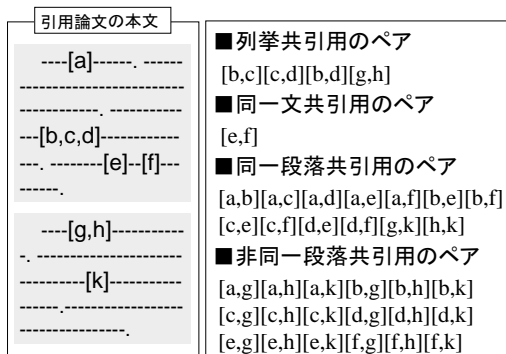 引用論文の本文
----[a]------. ------
-------------------------
------------. -----------
---[b,c,d]------------
---. --------[e]--[f]---
------.
----[g,h]-----------
-. ----------------------
----------[k]-----------
------.------------------
----------------.
■列挙共引用のペア
[b,c][c,d][b,d][g,h]
■同一文共引用のペア
[e,f]
■同一段落共引用のペア
[a,b][a,c][a,d][a,e][a,f][b,e][b,f]
[c,e][c,f][d,e][d,f][g,k][h,k]
■非同一段落共引用のペア
[a,g][a,h][a,k][b,g][b,h][b,k]
[c,g][c,h][c,k][d,g][d,h][d,k]
[e,g][e,h][e,k][f,g][f,h][f,k]